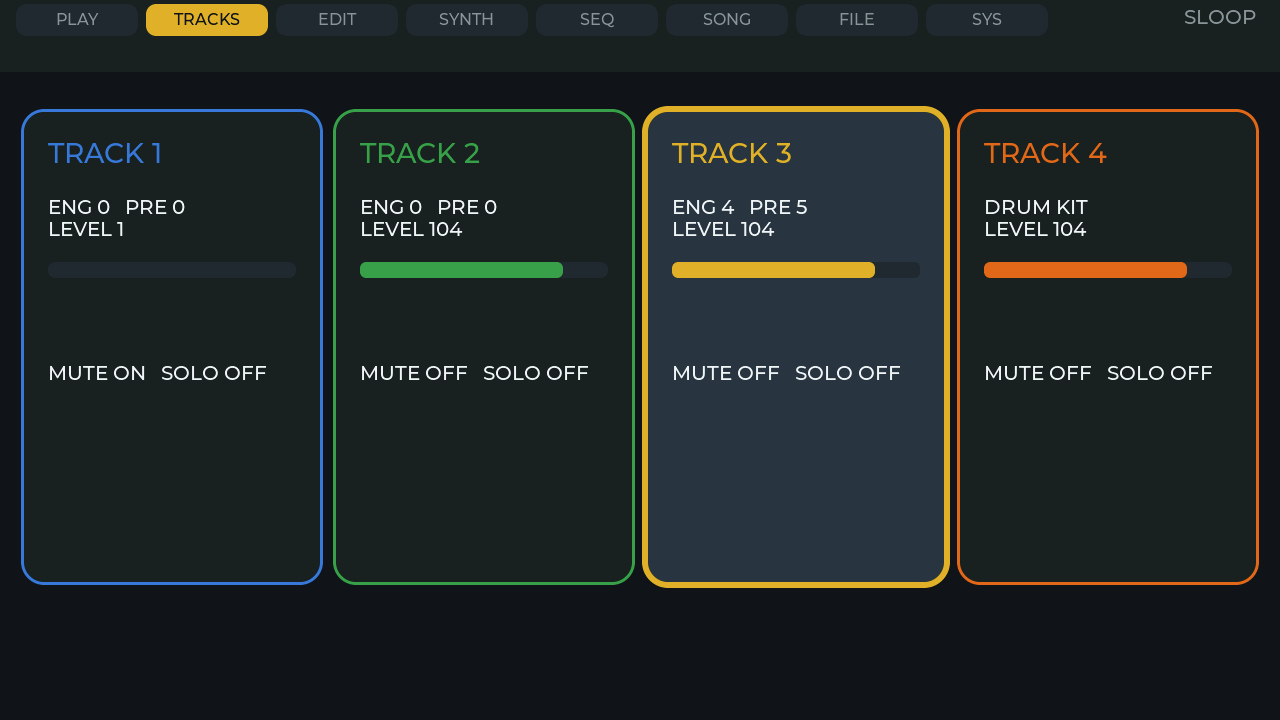 PLAY
TRACKS
EDIT
SYNTH
SEQ
SONG
FILE
SYS
SLOOP
TRACK 1
ENG 0   PRE 0
LEVEL 1
MUTE ON   SOLO OFF
TRACK 2
ENG 0   PRE 0
LEVEL 104
MUTE OFF   SOLO OFF
TRACK 3
ENG 4   PRE 5
LEVEL 104
MUTE OFF   SOLO OFF
TRACK 4
DRUM KIT
LEVEL 104
MUTE OFF   SOLO OFF